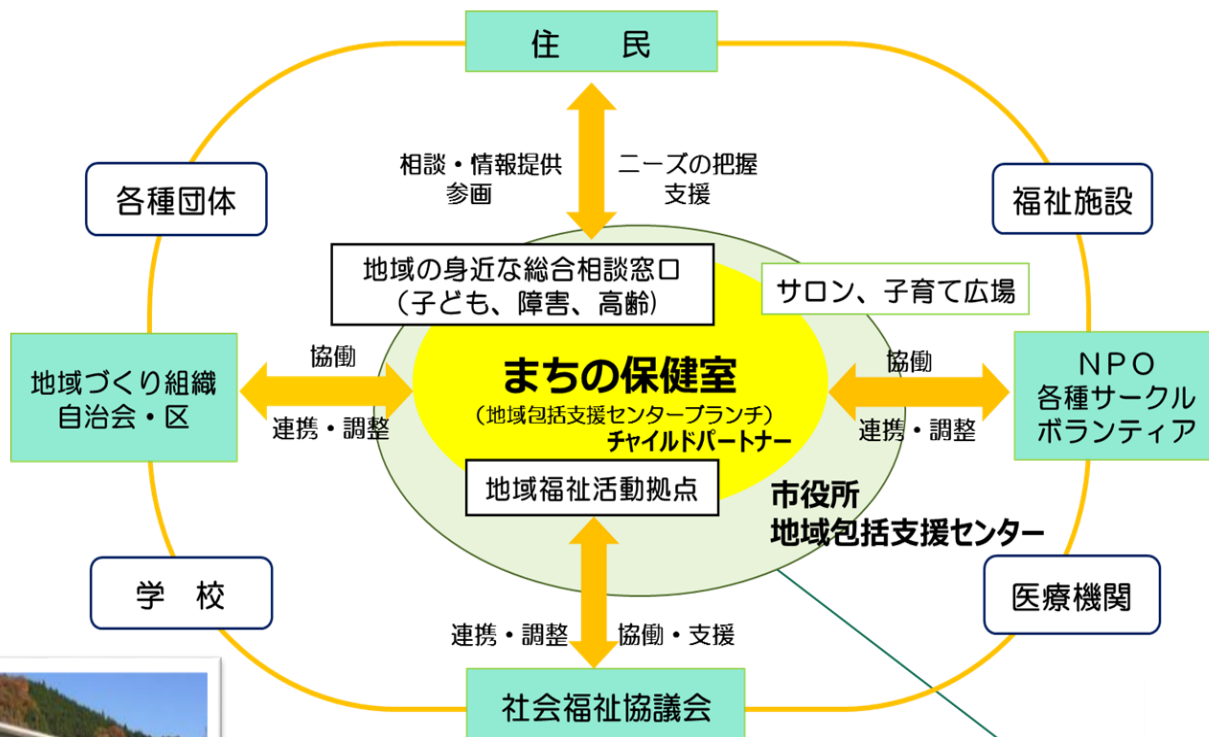 住　　民
相談・情報提供
参画
ニーズの把握
支援
各種団体
福祉施設
地域の身近な総合相談窓口
（子ども、障害、高齢）
サロン、子育て広場
地域づくり組織
自治会・区
協働
連携・調整
まちの保健室
（地域包括支援センターブランチ）
チャイルドパートナー
協働
連携・調整
ＮＰＯ
各種サークル
ボランティア
地域福祉活動拠点
市役所
地域包括支援センター
学　校
医療機関
連携・調整
協働・支援
社会福祉協議会